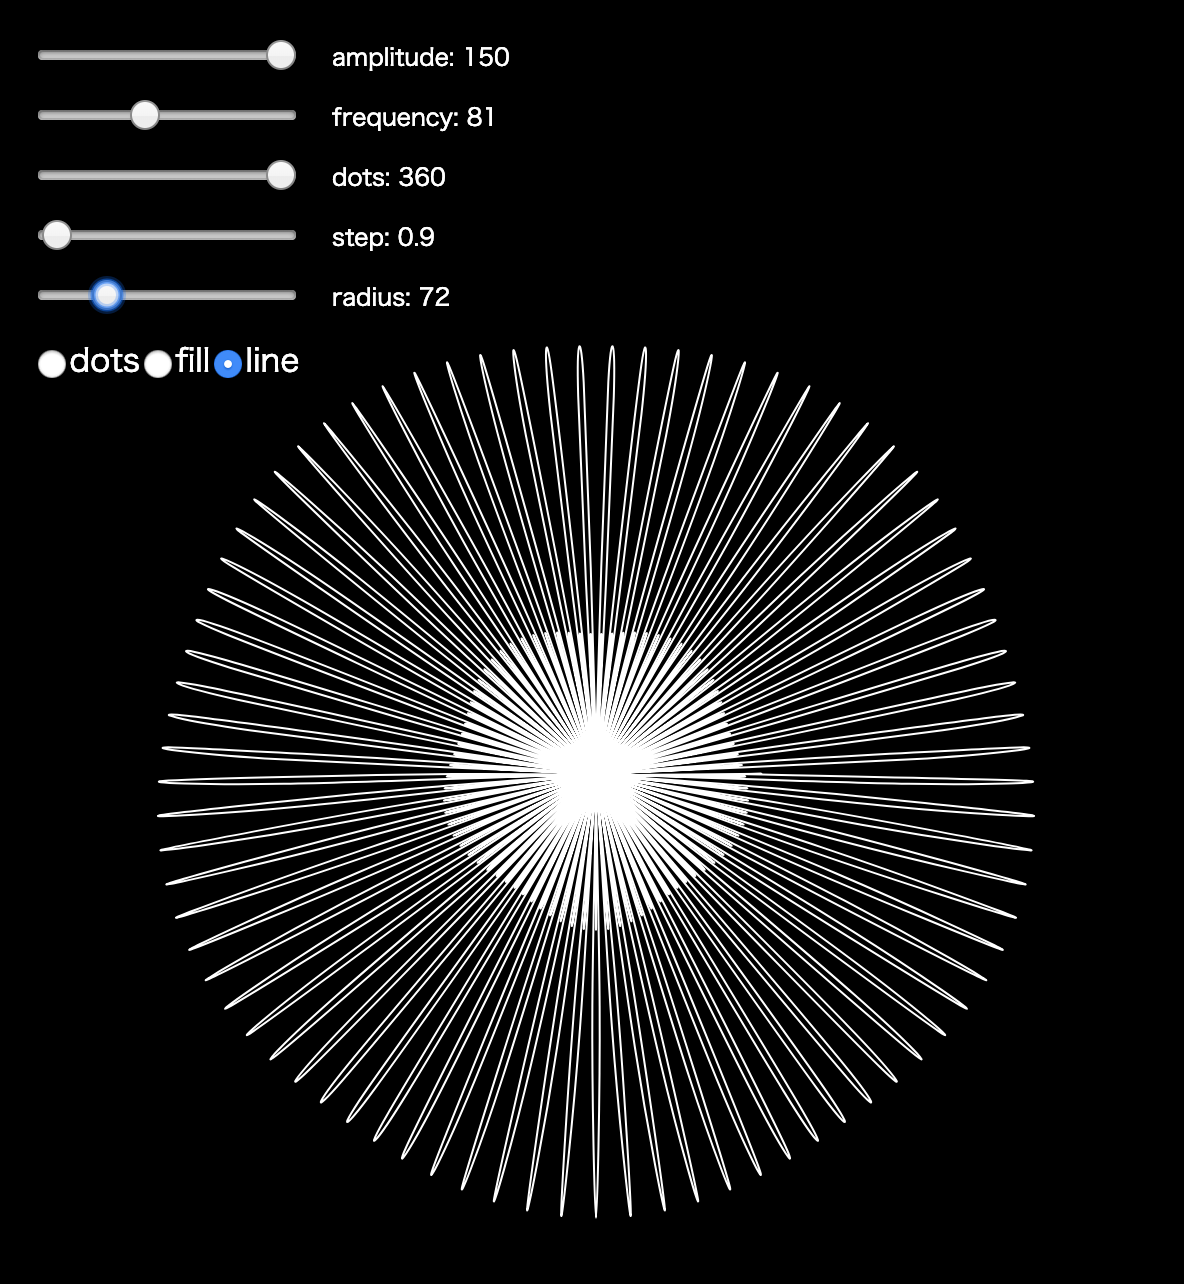 amplitude: 150
frequency: 81
dots: 360
step: 0.9
radius: 72
dots fill line